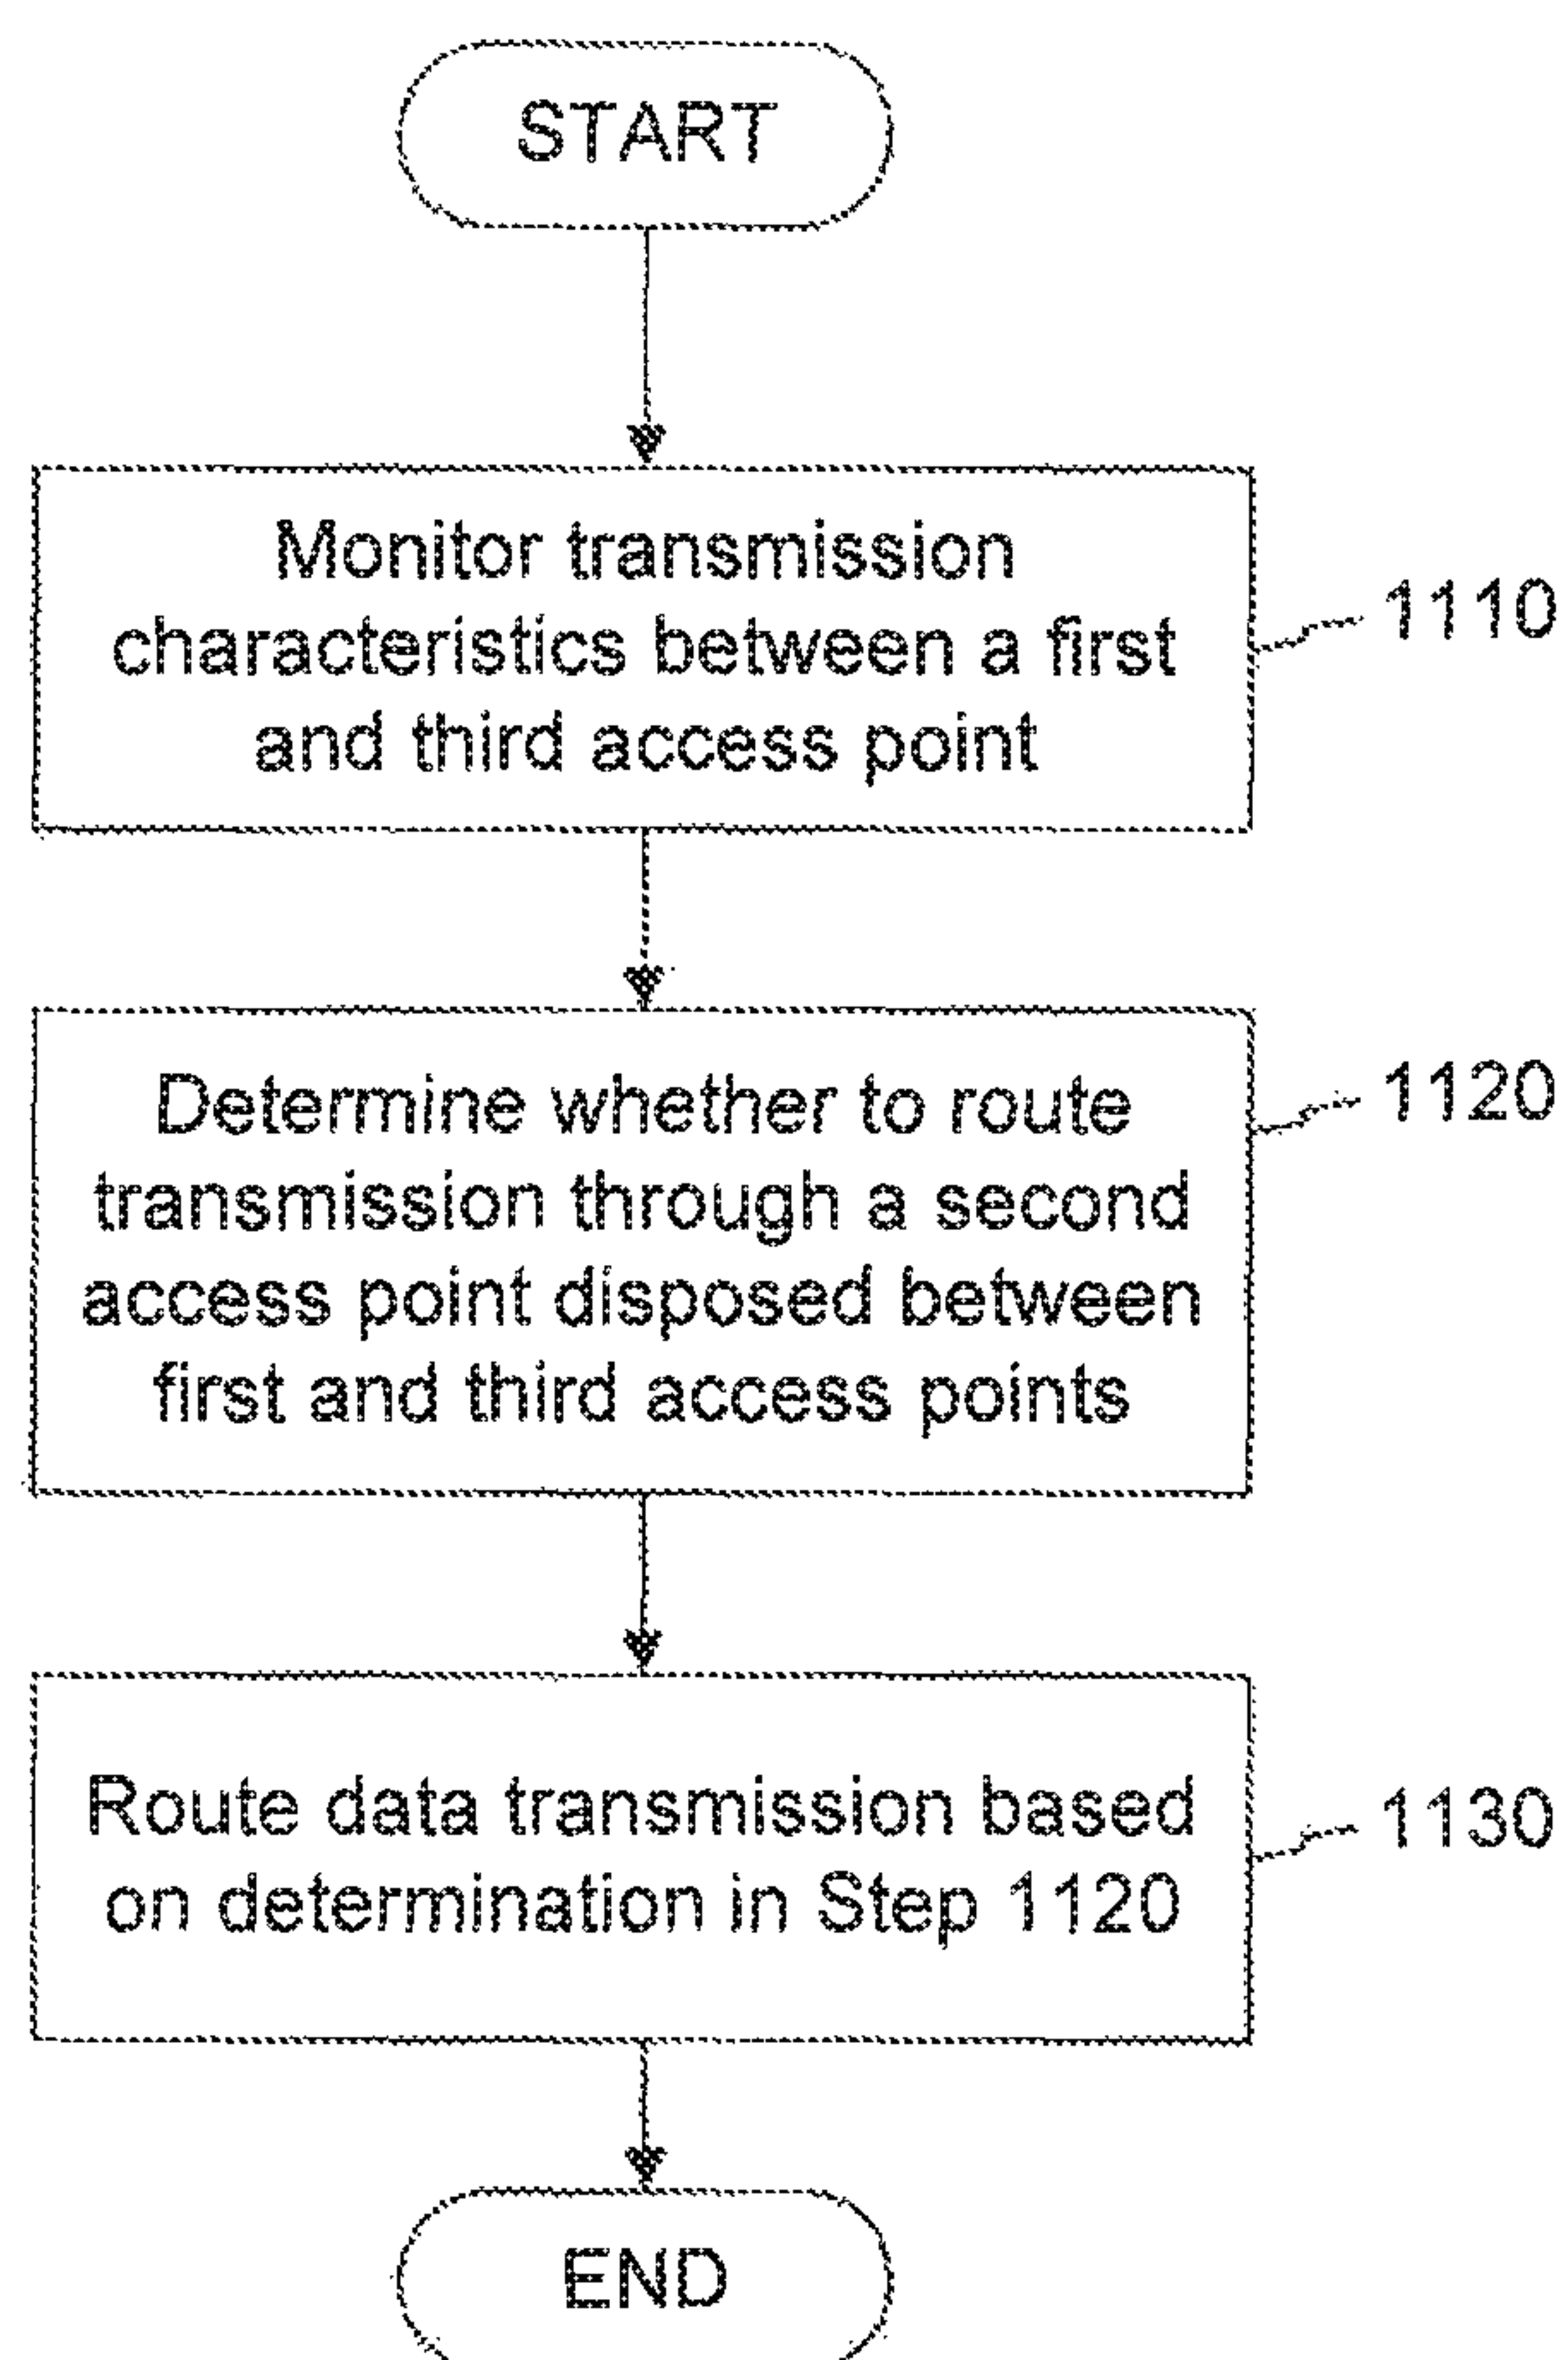 START
Monitor transmission
characteristics between a first
and third access point
1110
Determine whether to route
transmission through a second
access point disposed between
first and third access points
1120
Route data transmission based
on determination in Step 1120
1130
END